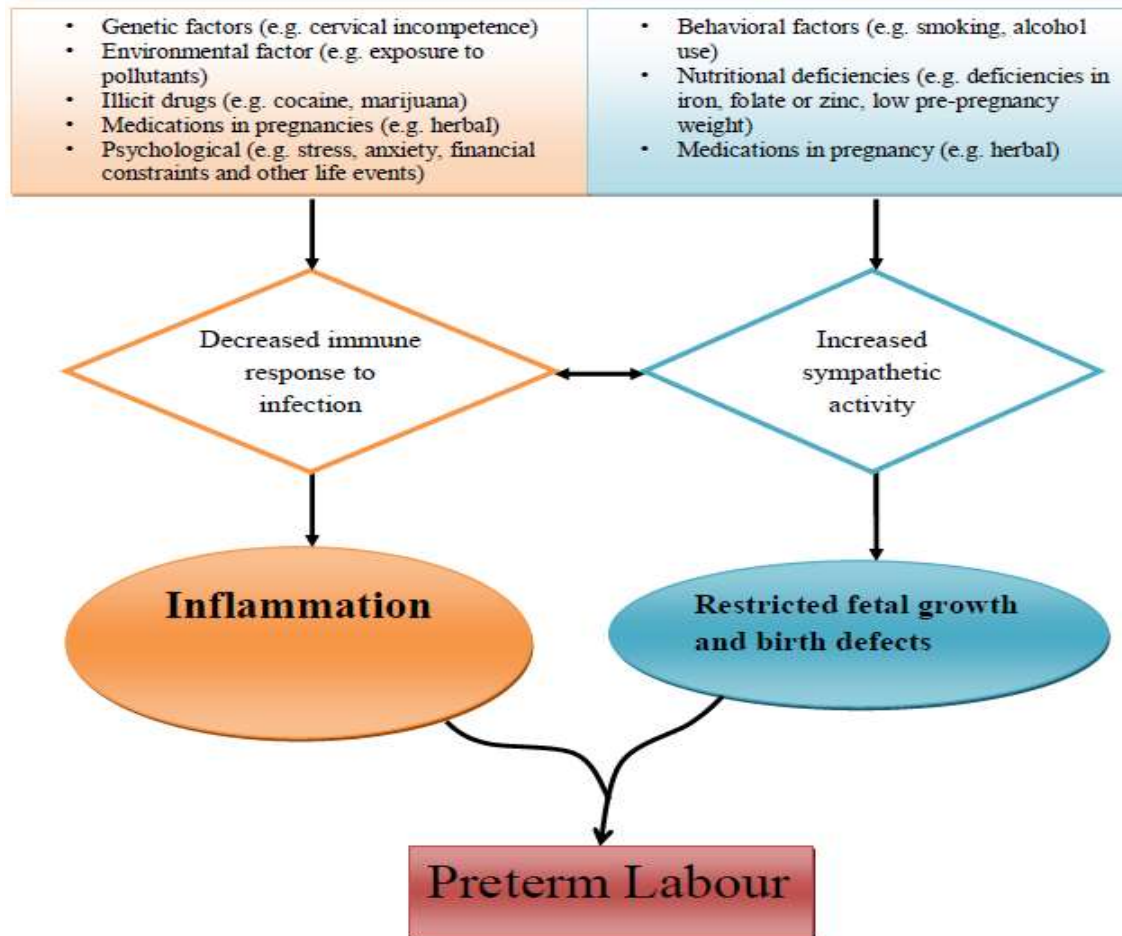 • Genetic factors (e.g. cervical incompetence)
• Environmental factor (e.g. exposure to
pollutants)
• Illicit drugs (e.g. cocaine, marijuana)
• Medications in pregnancies (e.g. herbal)
• Psychological (e.g. stress, anxiety, financial
constraints and other life events)
• Behavioral factors (e.g. smoking, alcohol
use)
• Nutritional deficiencies (e.g. deficiencies in
iron, folate or zinc, low pre-pregnancy
weight)
• Medications in pregnancy (e.g. herbal)
Decreased immune
response to
infection
Increased
sympathetic
activity
Inflammation
Restricted fetal growth
and birth defects
Preterm Labour